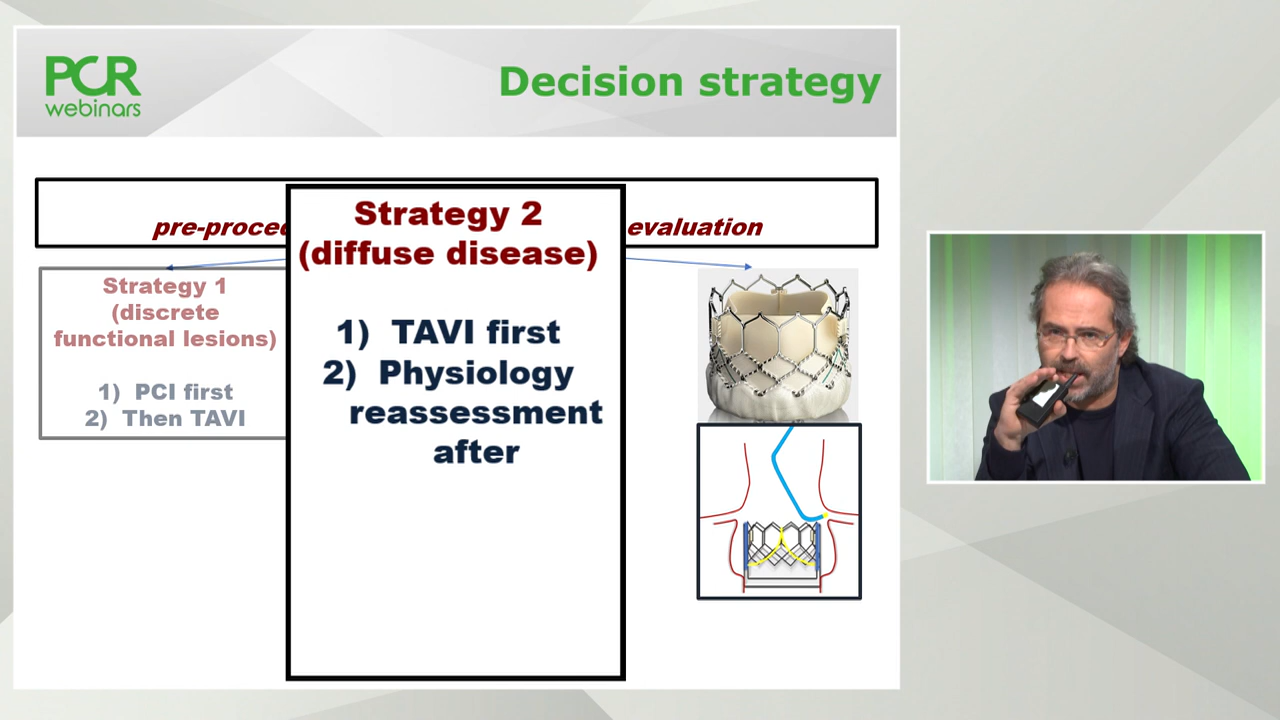 PCR
webinars
Decision strategy
pre-proce
evaluation
Strategy 1
(discrete
functional lesions)
1) PCI first
2) Then TAVI
Strategy 2
(diffuse disease)
1) TAVI first
2) Physiology
reassessment
after